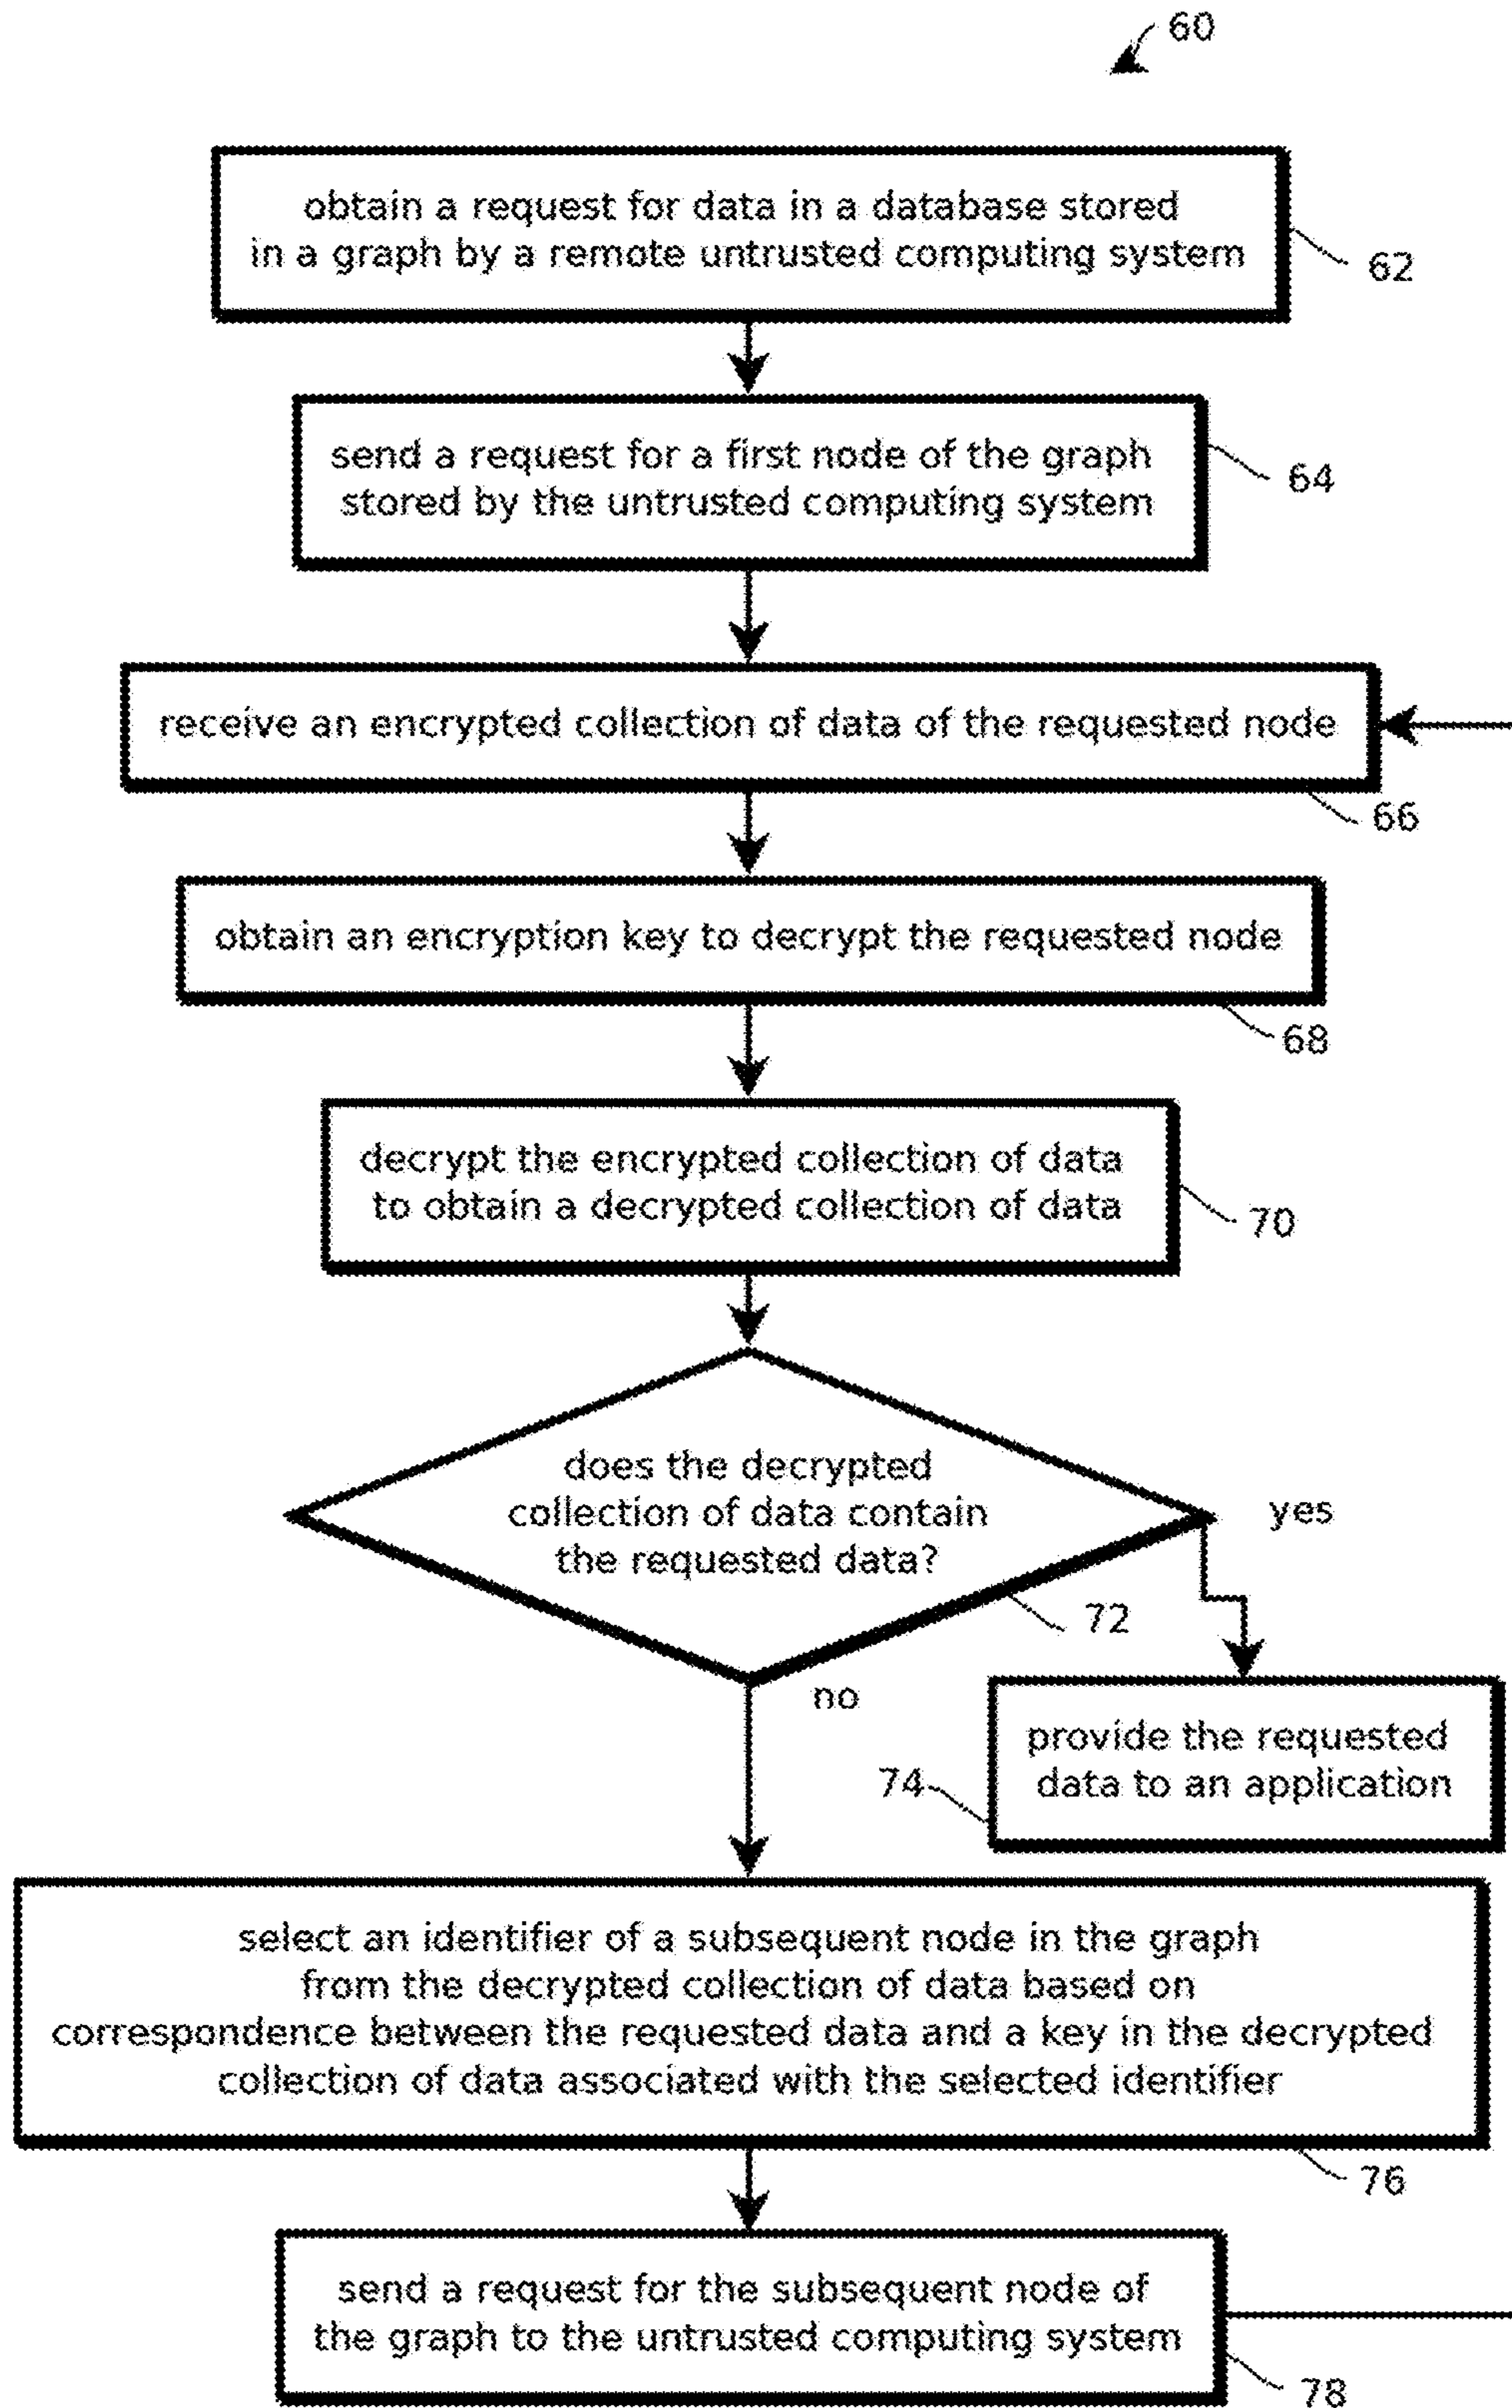 60
obtain a request for data in a database stored
in a graph by a remote untrusted computing system
62
send a request for a first node of the graph
stored by the untrusted computing system
64
receive an encrypted collection of data of the requested node
66
obtain an encryption key to decrypt the requested node
68
decrypt the encrypted collection of data
to obtain a decrypted collection of data
70
does the decrypted
collection of data contain
the requested data?
yes
72
no
provide the requested
data to an application
74
select an identifier of a subsequent node in the graph
from the decrypted collection of data based on
correspondence between the requested data and a key in the decrypted
collection of data associated with the selected identifier
76
send a request for the subsequent node of
the graph to the untrusted computing system
78